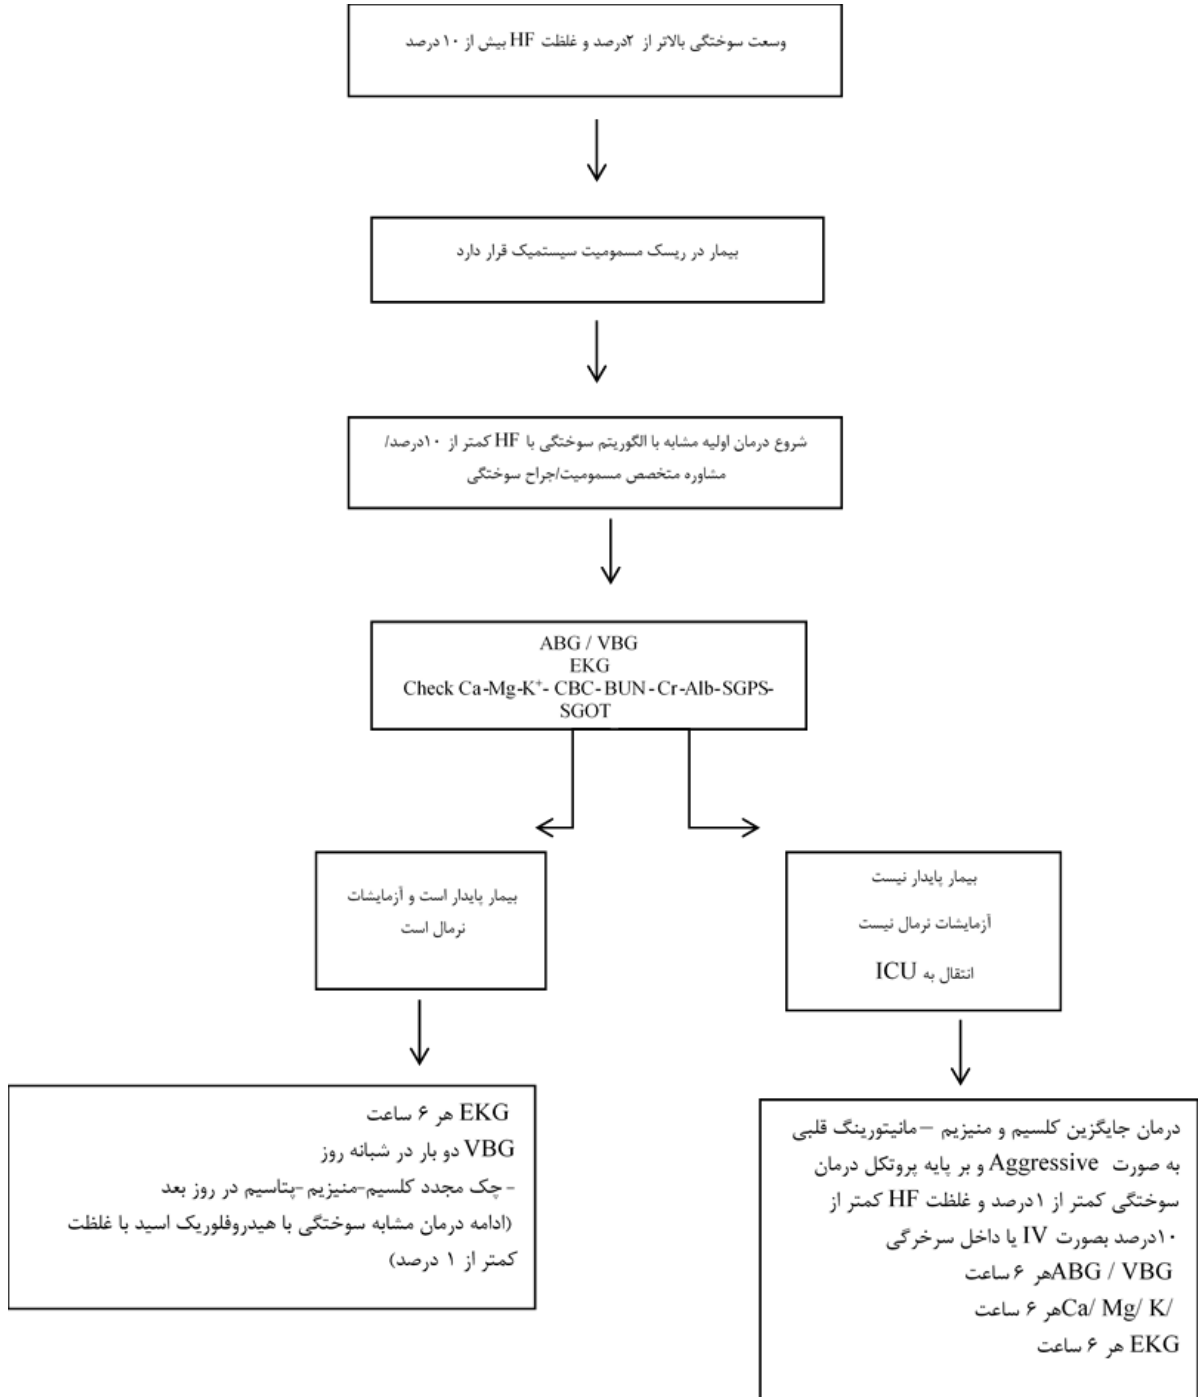 وسعت سوختگی بالاتر از ۲درصد و غلظت HF بیش از ۱۰ درصد
بیمار در ریسک مسمومیت سیستمیک قرار دارد
شروع درمان اولیه مشابه با الگوریتم سوختگی با HF کمتر از ۱۰درصد/
مشاوره متخصص مسمومیت/جراح سوختگی
ABG / VBG
EKG
Check Ca-Mg-K⁺- CBC-BUN-Cr-Alb-SGPS-
SGOT
بیمار پایدار نیست
آزمایشات نرمال نیست
انتقال به ICU
بیمار پایدار است و آزمایشات
نرمال است
درمان جایگزین کلسیم و منیزیم – مانیتورینگ قلبی
به صورت Aggressive و بر پایه پروتکل درمان
سوختگی کمتر از ۱درصد و غلظت HF کمتر از
۱۰درصد بصورت IV یا داخل سرخرگی
ABG / VBGهر ۶ ساعت
Ca/ Mg/ K/هر ۶ ساعت
EKG هر ۶ ساعت
EKG هر ۶ ساعت
VBG دو بار در شبانه روز
- چک مجدد کلسیم-منیزیم-پتاسیم در روز بعد
(ادامه درمان مشابه سوختگی با هیدروفلوریک اسید با غلظت
کمتر از ۱ درصد)